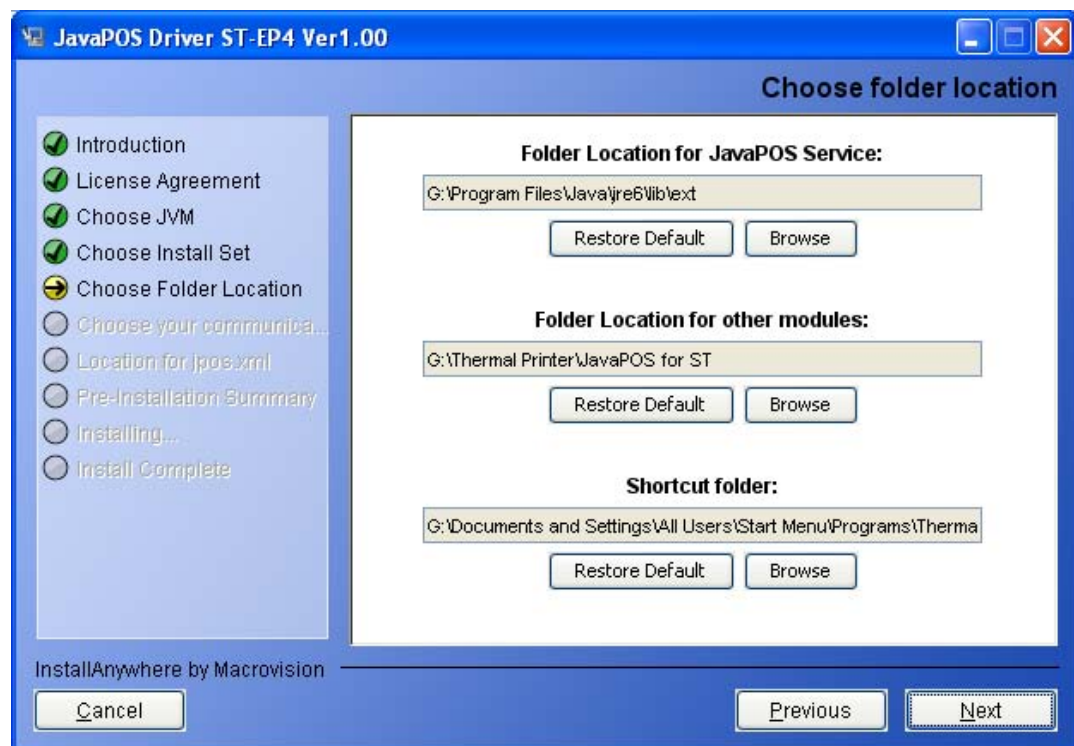 JavaPOS Driver ST-EP4 Ver1.00
Choose folder location
Introduction
License Agreement
Choose JVM
Choose Install Set
Choose Folder Location
Choose your communica...
Location for jpos.xml
Pre-Installation Summary
Installing...
Install Complete
Folder Location for JavaPOS Service:
G:\Program Files\Java\jre6\lib\ext
Restore Default
Browse
Folder Location for other modules:
G:\Thermal Printer\JavaPOS for ST
Restore Default
Browse
Shortcut folder:
G:\Documents and Settings\All Users\Start Menu\Programs\Therma
Restore Default
Browse
InstallAnywhere by Macrovision
Cancel
Previous
Next